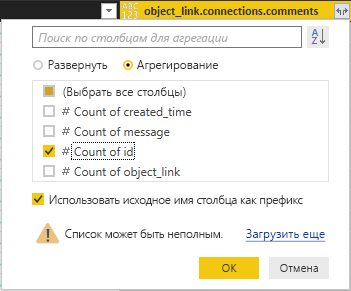 ABC
123
object_link.connections.comments
Поиск по столбцам для агрегации
A
Z
Развернуть
Агрегирование
(Выбрать все столбцы)
# Count of created_time
# Count of message
# Count of id
# Count of object_link
Использовать исходное имя столбца как префикс
Список может быть неполным.
Загрузить еще
ОК
Отмена